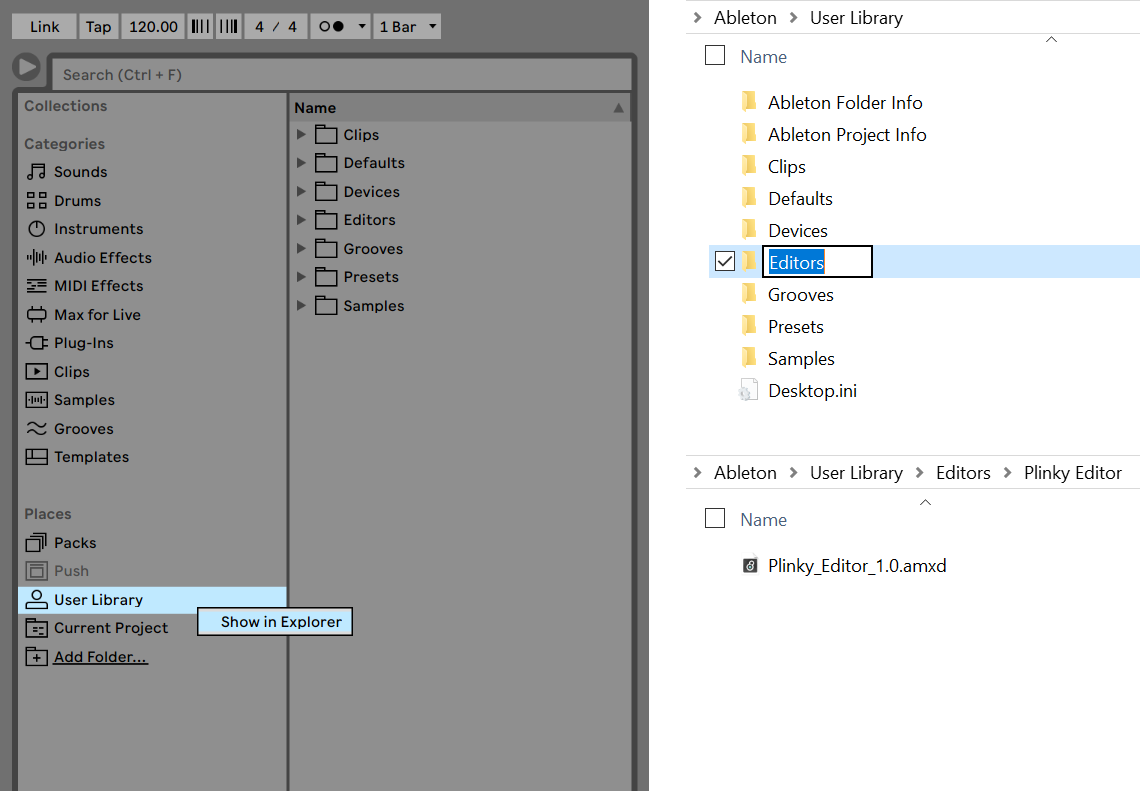 Link Tap 120.00 4 / 4 1 Bar
Search (Ctrl + F)
Collections
Categories
Sounds
Drums
Instruments
Audio Effects
MIDI Effects
Max for Live
Plug-Ins
Clips
Samples
Grooves
Templates
Places
Packs
Push
User Library
Show in Explorer
Current Project
Add Folder...
Name
Clips
Defaults
Devices
Editors
Grooves
Presets
Samples
Ableton User Library
Name
Ableton Folder Info
Ableton Project Info
Clips
Defaults
Devices
Editors
Grooves
Presets
Samples
Desktop.ini
Ableton User Library Editors Plinky Editor
Name
Plinky_Editor_1.0.amxd